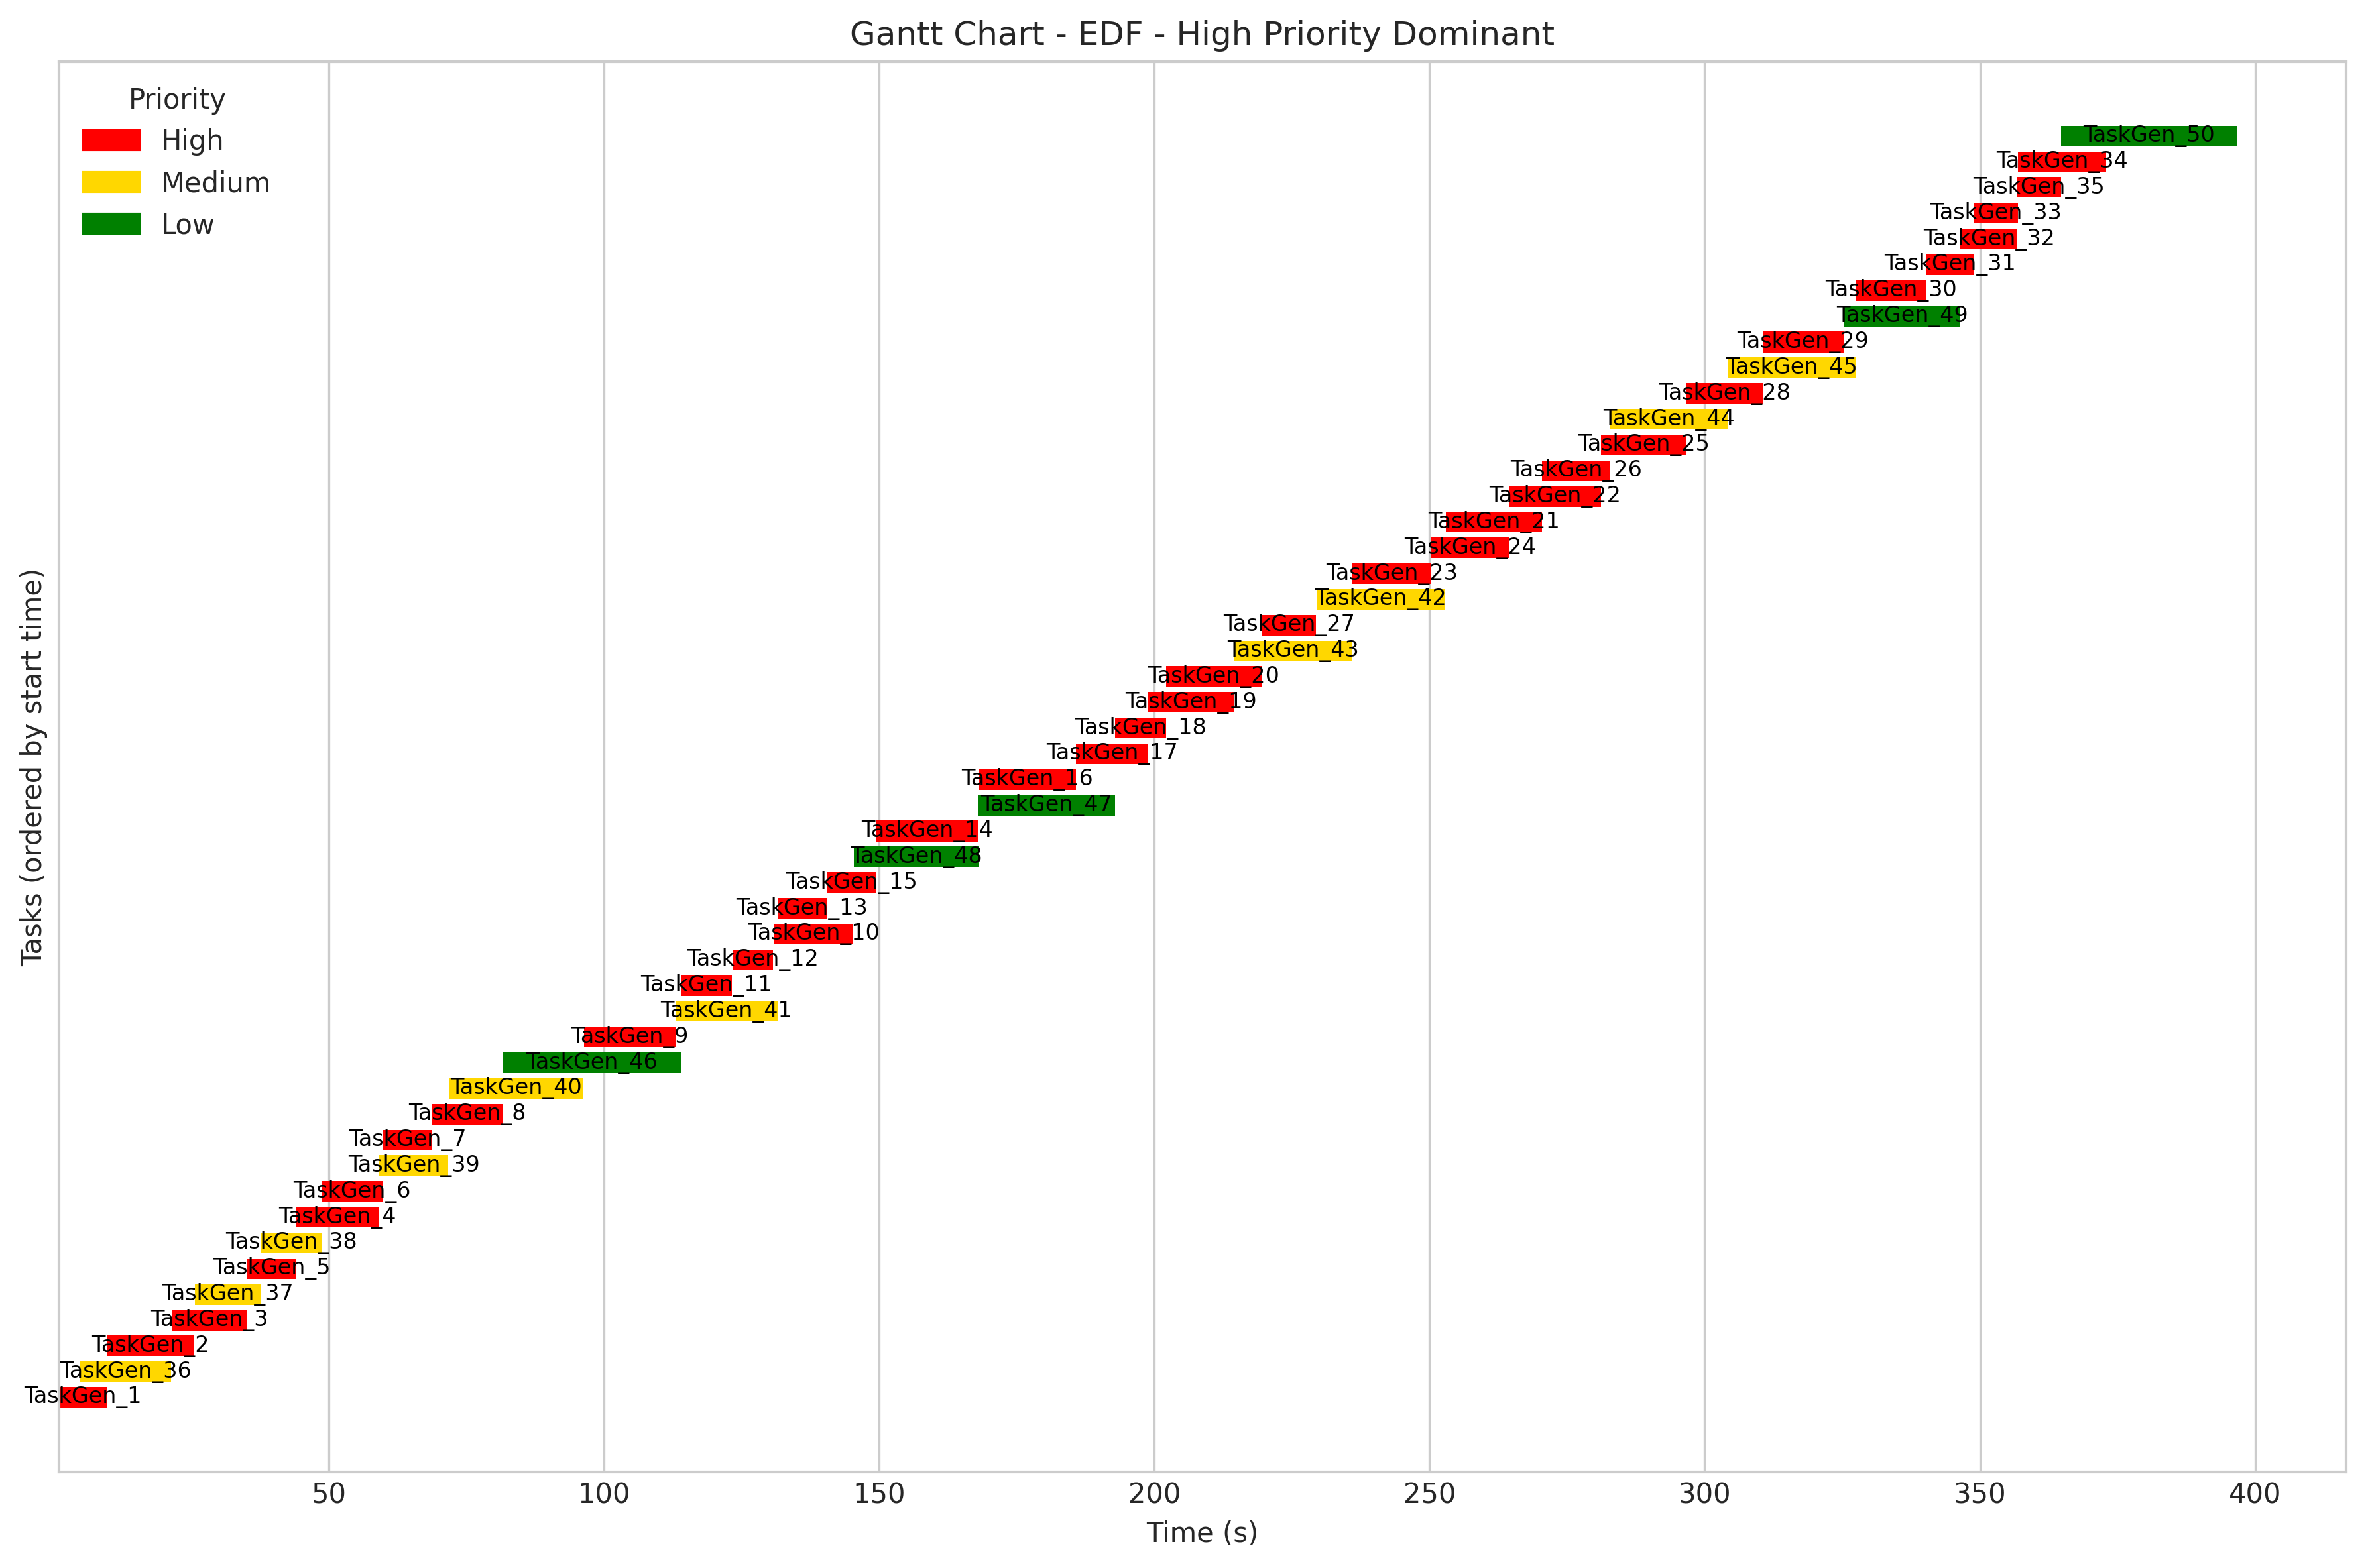 Gantt Chart - EDF - High Priority Dominant
Priority
High
Medium
Low
TaskGen_50
TaskGen_34
TaskGen_35
TaskGen_33
TaskGen_32
TaskGen_31
TaskGen_30
TaskGen_49
TaskGen_29
TaskGen_45
TaskGen_28
TaskGen_44
TaskGen_25
TaskGen_26
TaskGen_22
TaskGen_21
TaskGen_24
TaskGen_23
TaskGen_42
TaskGen_27
TaskGen_43
TaskGen_20
TaskGen_19
TaskGen_18
TaskGen_17
TaskGen_16
TaskGen_47
TaskGen_14
TaskGen_48
TaskGen_15
TaskGen_13
TaskGen_10
TaskGen_12
TaskGen_11
TaskGen_41
TaskGen_9
TaskGen_46
TaskGen_40
TaskGen_8
TaskGen_7
TaskGen_39
TaskGen_6
TaskGen_4
TaskGen_38
TaskGen_5
TaskGen_37
TaskGen_3
TaskGen_2
TaskGen_36
TaskGen_1
Tasks (ordered by start time)
50 100 150 200 250 300 350 400
Time (s)